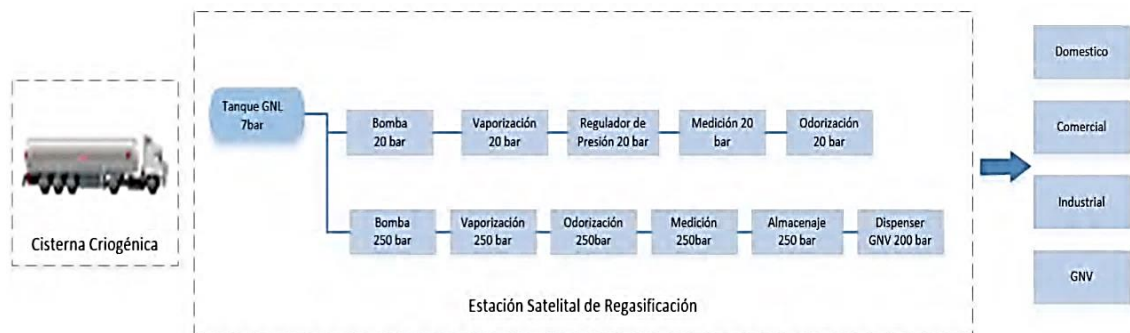 Cisterna Criogénica
Tanque GNL
7bar
Bomba
20 bar
Vaporización
20 bar
Regulador de
Presión 20 bar
Medición 20
bar
Odorización
20 bar
Bomba
250 bar
Vaporización
250 bar
Odorización
250bar
Medición
250bar
Almacenaje
250 bar
Dispenser
GNV 200 bar
Estación Satelital de Regasificación
Domestico
Comercial
Industrial
GNV